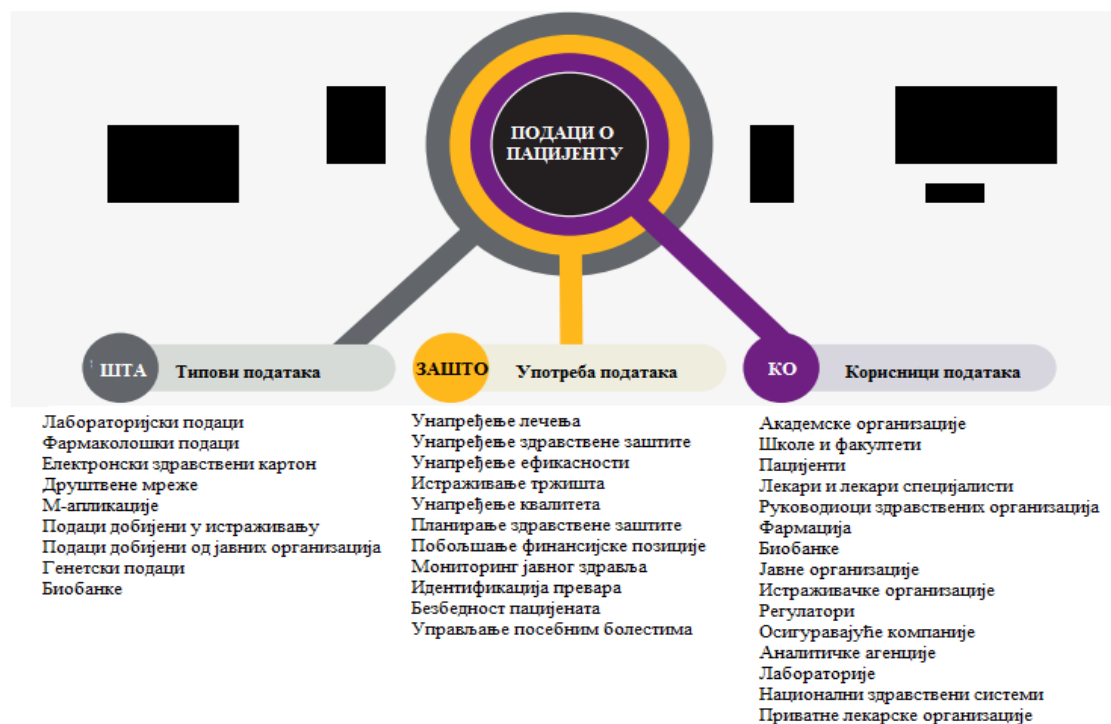 ПОДАЦИ О
ПАЦИЈЕНТУ
ШТА
Типови података
Лабораторијски подаци
Фармаколошки подаци
Електронски здравствени картон
Друштвене мреже
М-апликације
Подаци добијени у истраживању
Подаци добијени од јавних организација
Генетски подаци
Биобанке
ЗАШТО
Употреба података
Унапређење лечења
Унапређење здравствене заштите
Унапређење ефикасности
Истраживање тржишта
Унапређење квалитета
Планирање здравствене заштите
Побољшање финансијске позиције
Мониторинг јавног здравља
Идентификација превара
Безбедност пацијената
Управљање посебним болестима
КО
Корисници података
Академске организације
Школе и факултети
Пацијенти
Лекари и лекари специјалисти
Руководиоци здравствених организација
Фармација
Биобанке
Јавне организације
Истраживачке организације
Регулатори
Осигуравајуће компаније
Аналитичке агенције
Лабораторије
Национални здравствени системи
Приватне лекарске организације